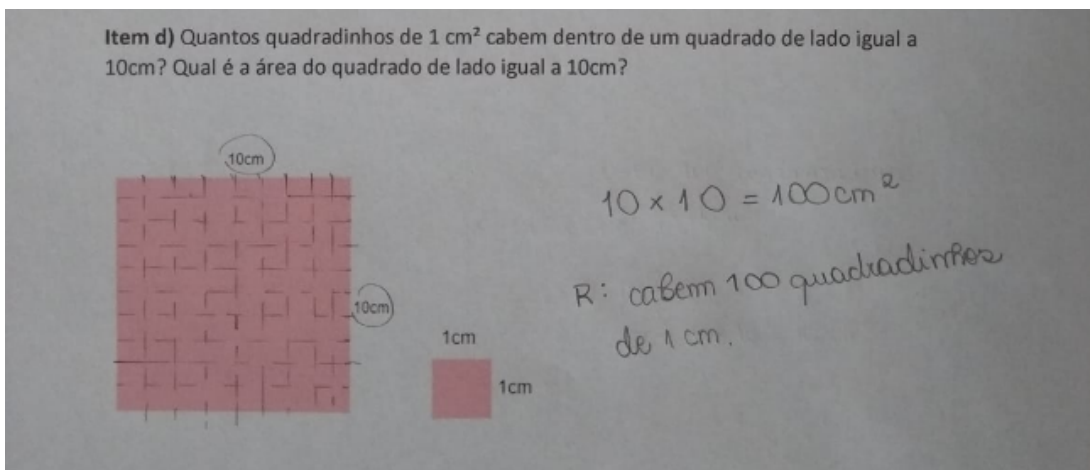 Item d) Quantos quadradinhos de 1 cm² cabem dentro de um quadrado de lado igual a
10cm? Qual é a área do quadrado de lado igual a 10cm?
10cm
10 x 10 = 100cm²
10cm
R: cabem 100 quadradinhos
de 1 cm.
1cm
1cm